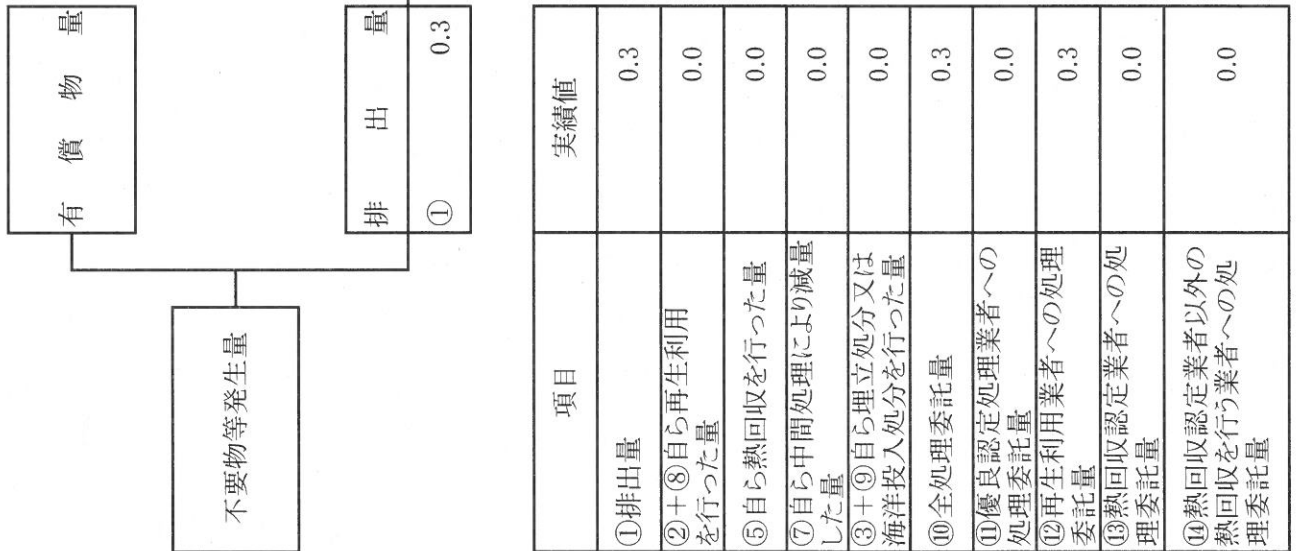 有償物量
不要物等発生量
排出量
① 0.3
項目 実績値
①排出量 0.3
②+⑧自ら再生利用
を行った量 0.0
⑤自ら熱回収を行った量 0.0
⑦自ら中間処理により減量
した量 0.0
③+⑨自ら埋立処分又は
海洋投入処分を行った量 0.0
⑩全処理委託量 0.3
⑪優良認定処理業者への
処理委託量 0.0
⑫再生利用業者への処理
委託量 0.3
⑬熱回収認定業者への処
理委託量 0.0
⑭熱回収認定業者以外の
熱回収を行う業者への処
理委託量 0.0